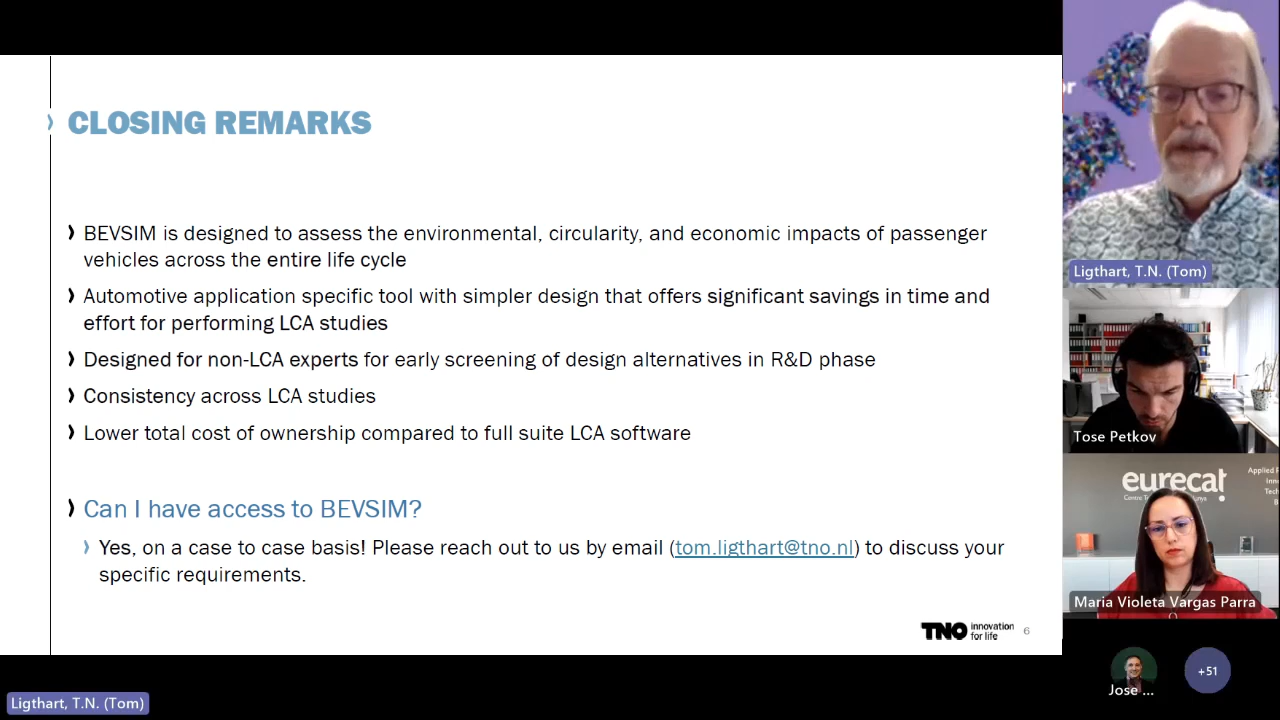 CLOSING REMARKS
BEVSIM is designed to assess the environmental, circularity, and economic impacts of passenger
vehicles across the entire life cycle
Automotive application specific tool with simpler design that offers significant savings in time and
effort for performing LCA studies
Designed for non-LCA experts for early screening of design alternatives in R&D phase
Consistency across LCA studies
Lower total cost of ownership compared to full suite LCA software
Can I have access to BEVSIM?
Yes, on a case to case basis! Please reach out to us by email (tom.ligthart@tno.nl) to discuss your
specific requirements.
TNO innovation
for life
6
Ligthart, T.N. (Tom)
Ligthart, T.N. (Tom)
Tose Petkov
eurecat
Maria Violeta Vargas Parra
Jose ...
+51